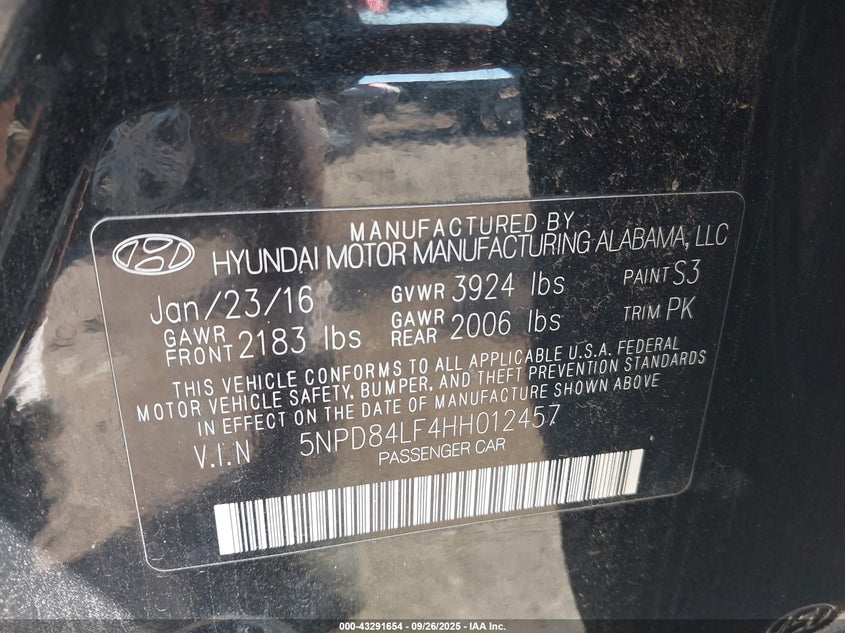 MANUFACTURED BY
HYUNDAI MOTOR MANUFACTURING ALABAMA, LLC
Jan/23/16 GVWR 3924 lbs PAINT S3
GAWR FRONT 2183 lbs GAWR REAR 2006 lbs TRIM PK
THIS VEHICLE CONFORMS TO ALL APPLICABLE U.S.A. FEDERAL
MOTOR VEHICLE SAFETY, BUMPER, AND THEFT PREVENTION STANDARDS
IN EFFECT ON THE DATE OF MANUFACTURE SHOWN ABOVE
V.I.N 5NPD84LF4HH012457
PASSENGER CAR
000-43291654 - 09/26/2025 - IAA Inc.